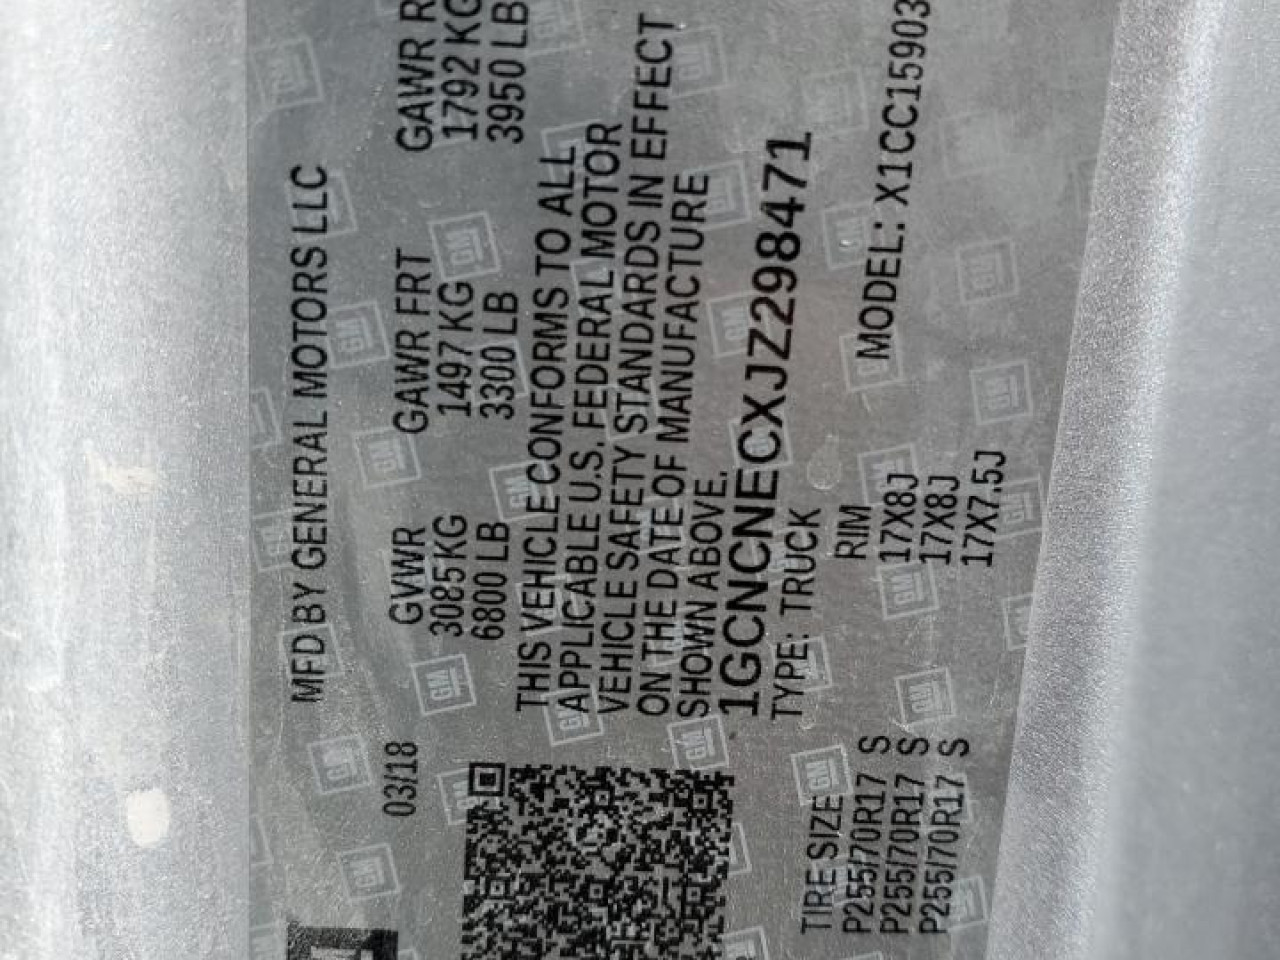 MFD BY GENERAL MOTORS LLC
03/18
GVWR
3085KG
6800 LB
GAWR FRT
1497 KG
3300 LB
GAWR R
1792 KG
3950 LB
THIS VEHICLE CONFORMS TO ALL
APPLICABLE U.S. FEDERAL MOTOR
VEHICLE SAFETY STANDARDS IN EFFECT
ON THE DATE OF MANUFACTURE
SHOWN ABOVE.
1GCNCNECXJZ298471
TYPE: TRUCK
MODEL: X1CC15903
TIRE SIZE RIM
P255/70R17 S 17X8J
P255/70R17 S 17X8J
P255/70R17 S 17X7.5J
GM